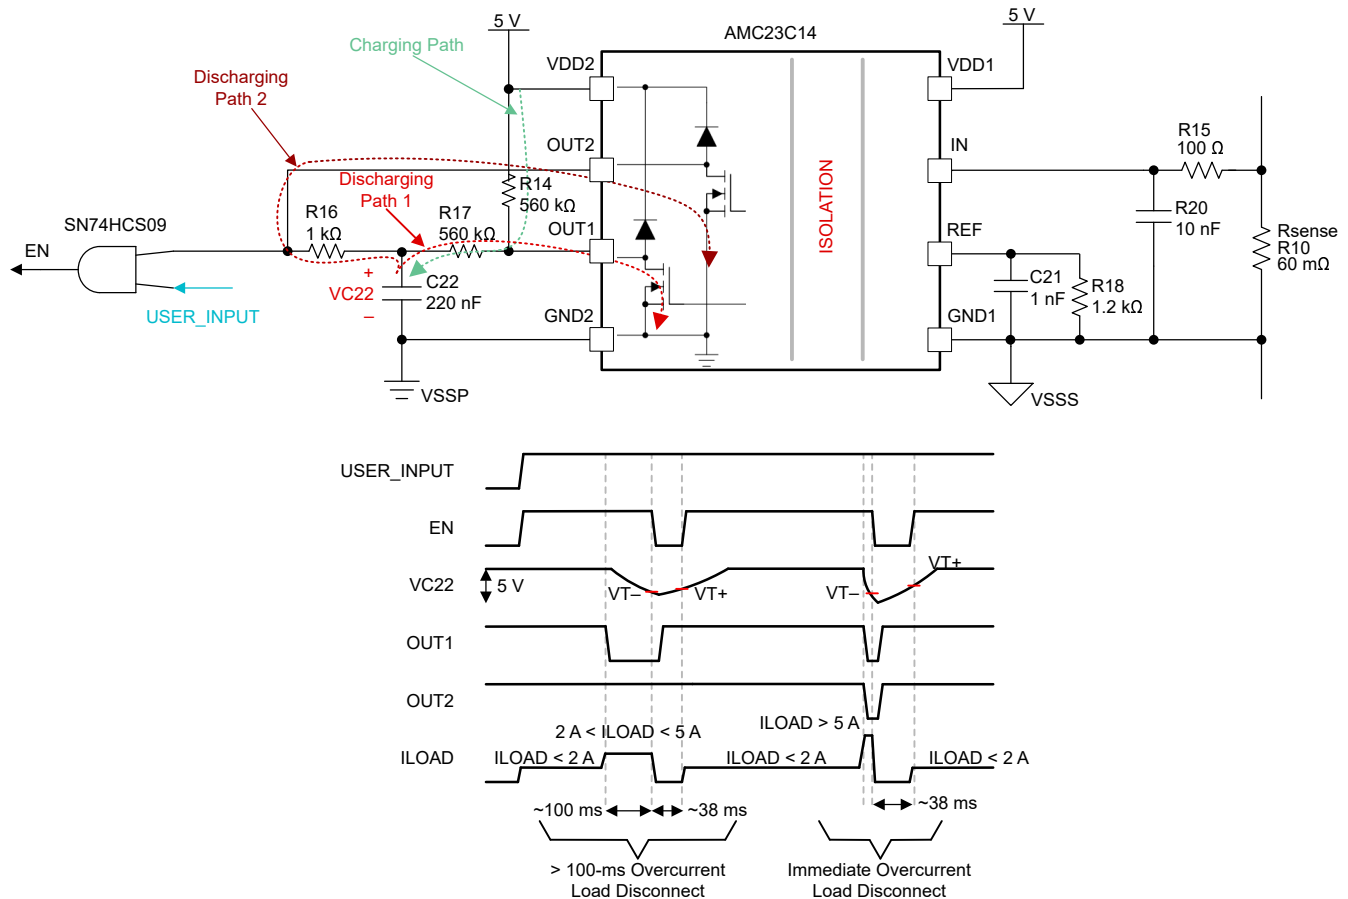 5 V
Charging Path
Discharging
Path 2
AMC23C14
5 V
VDD2
VDD1
OUT2
IN
R15
100 Ω
Discharging
Path 1
R14
560 kΩ
ISOLATION
SN74HCS09
R16
1 kΩ
R17
560 kΩ
OUT1
REF
R20
10 nF
Rsense
R10
60 mΩ
EN
+
VC22
–
C22
220 nF
C21
1 nF
R18
1.2 kΩ
USER_INPUT
GND2
GND1
VSSP
VSSS
USER_INPUT
EN
VC22
5 V
VT–
VT+
VT–
VT+
OUT1
OUT2
ILOAD
ILOAD < 2 A
2 A < ILOAD < 5 A
ILOAD < 2 A
ILOAD > 5 A
ILOAD < 2 A
~100 ms
~38 ms
~38 ms
> 100-ms Overcurrent
Load Disconnect
Immediate Overcurrent
Load Disconnect